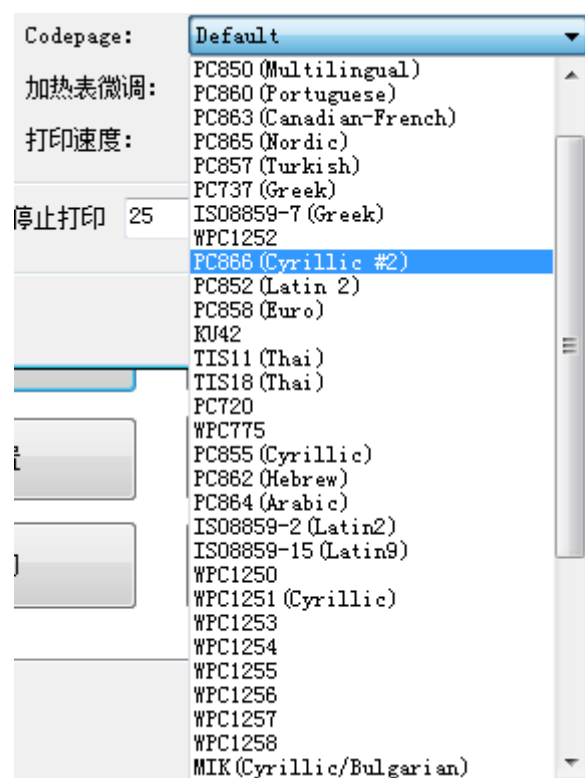 Codepage: Default
PC850(Multilingual)
加热表微调:
PC860(Portuguese)
PC863(Canadian-French)
打印速度:
PC865(Nordic)
PC857(Turkish)
PC737(Greek)
停止打印 25
ISO8859-7(Greek)
WPC1252
PC866(Cyrillic #2)
PC852(Latin 2)
PC858(Euro)
KU42
TIS11(Thai)
TIS18(Thai)
PC720
WPC775
PC855(Cyrillic)
PC862(Hebrew)
PC864(Arabic)
ISO8859-2(Latin2)
ISO8859-15(Latin9)
WPC1250
WPC1251(Cyrillic)
WPC1253
WPC1254
WPC1255
WPC1256
WPC1257
WPC1258
MIK(Cyrillic/Bulgarian)